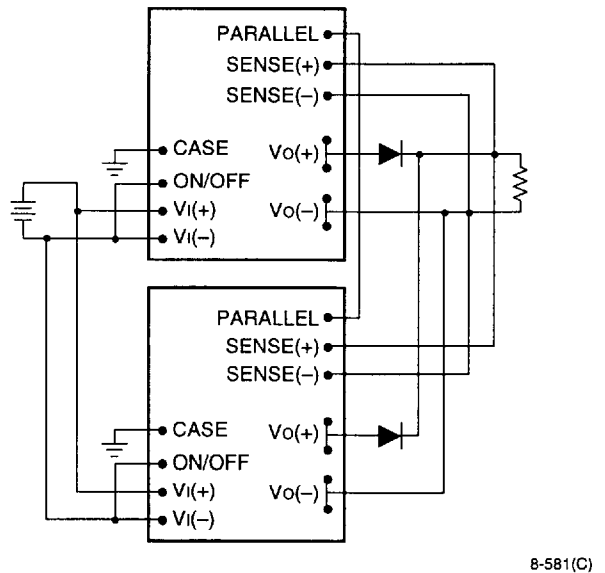 PARALLEL
SENSE(+)
SENSE(–)
CASE
VO(+)
ON/OFF
VI(+)
VO(–)
VI(–)
PARALLEL
SENSE(+)
SENSE(–)
CASE
VO(+)
ON/OFF
VI(+)
VO(–)
VI(–)
8-581(C)